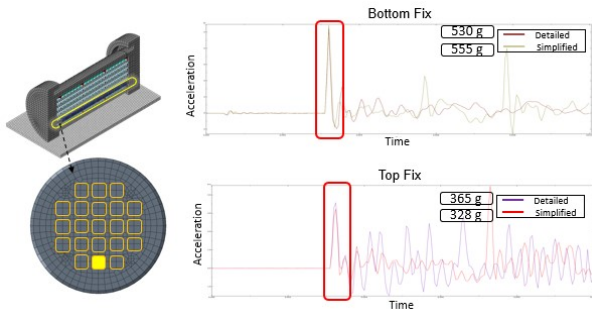 Bottom Fix
530 g
Detailed
555 g
Simplified
Acceleration
Time
Top Fix
365 g
Detailed
328 g
Simplified
Acceleration
Time